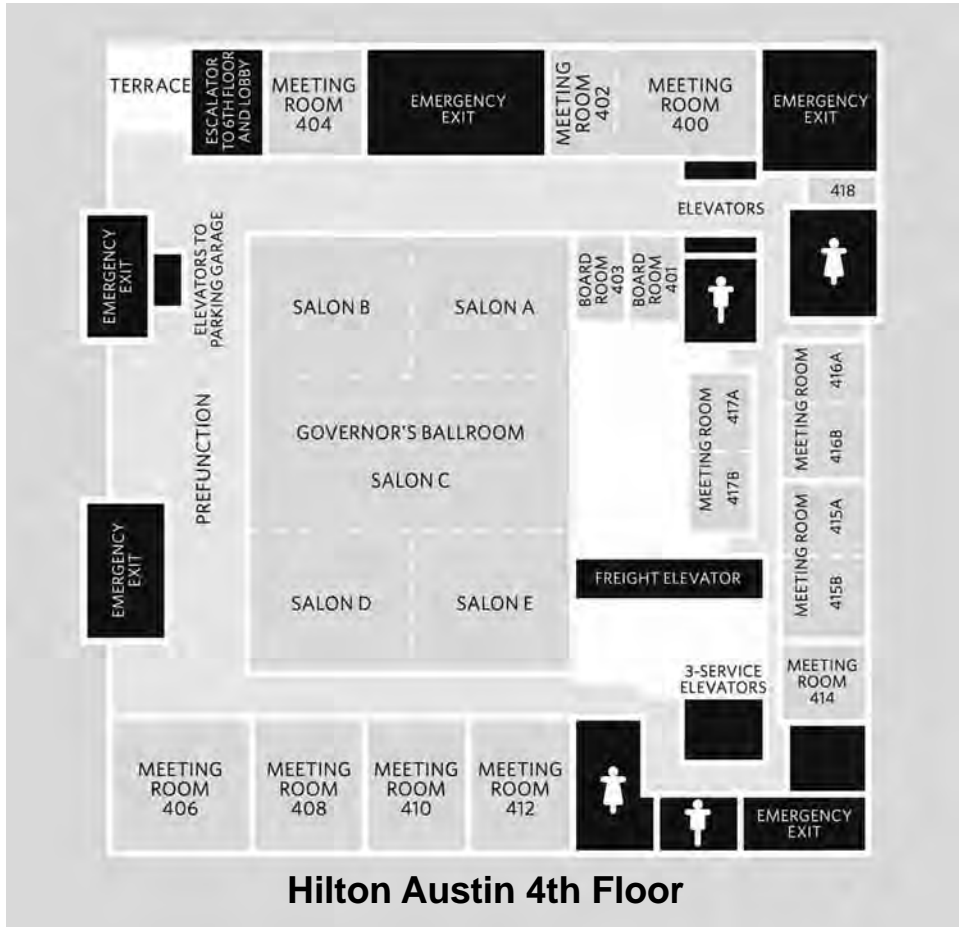 TERRACE
ESCALATOR
TO 6TH FLOOR
AND LOBBY
MEETING
ROOM
404
EMERGENCY
EXIT
MEETING
ROOM
402
MEETING
ROOM
400
EMERGENCY
EXIT
418
ELEVATORS
EMERGENCY
EXIT
ELEVATORS TO
PARKING GARAGE
SALON B
SALON A
BOARD
ROOM
403
BOARD
ROOM
401
MEETING ROOM
416A
416B
MEETING ROOM
417A
417B
PREFUNCTION
GOVERNOR'S BALLROOM
SALON C
MEETING ROOM
415A
415B
EMERGENCY
EXIT
FREIGHT ELEVATOR
SALON D
SALON E
3-SERVICE
ELEVATORS
MEETING
ROOM
414
MEETING
ROOM
406
MEETING
ROOM
408
MEETING
ROOM
410
MEETING
ROOM
412
EMERGENCY
EXIT
Hilton Austin 4th Floor